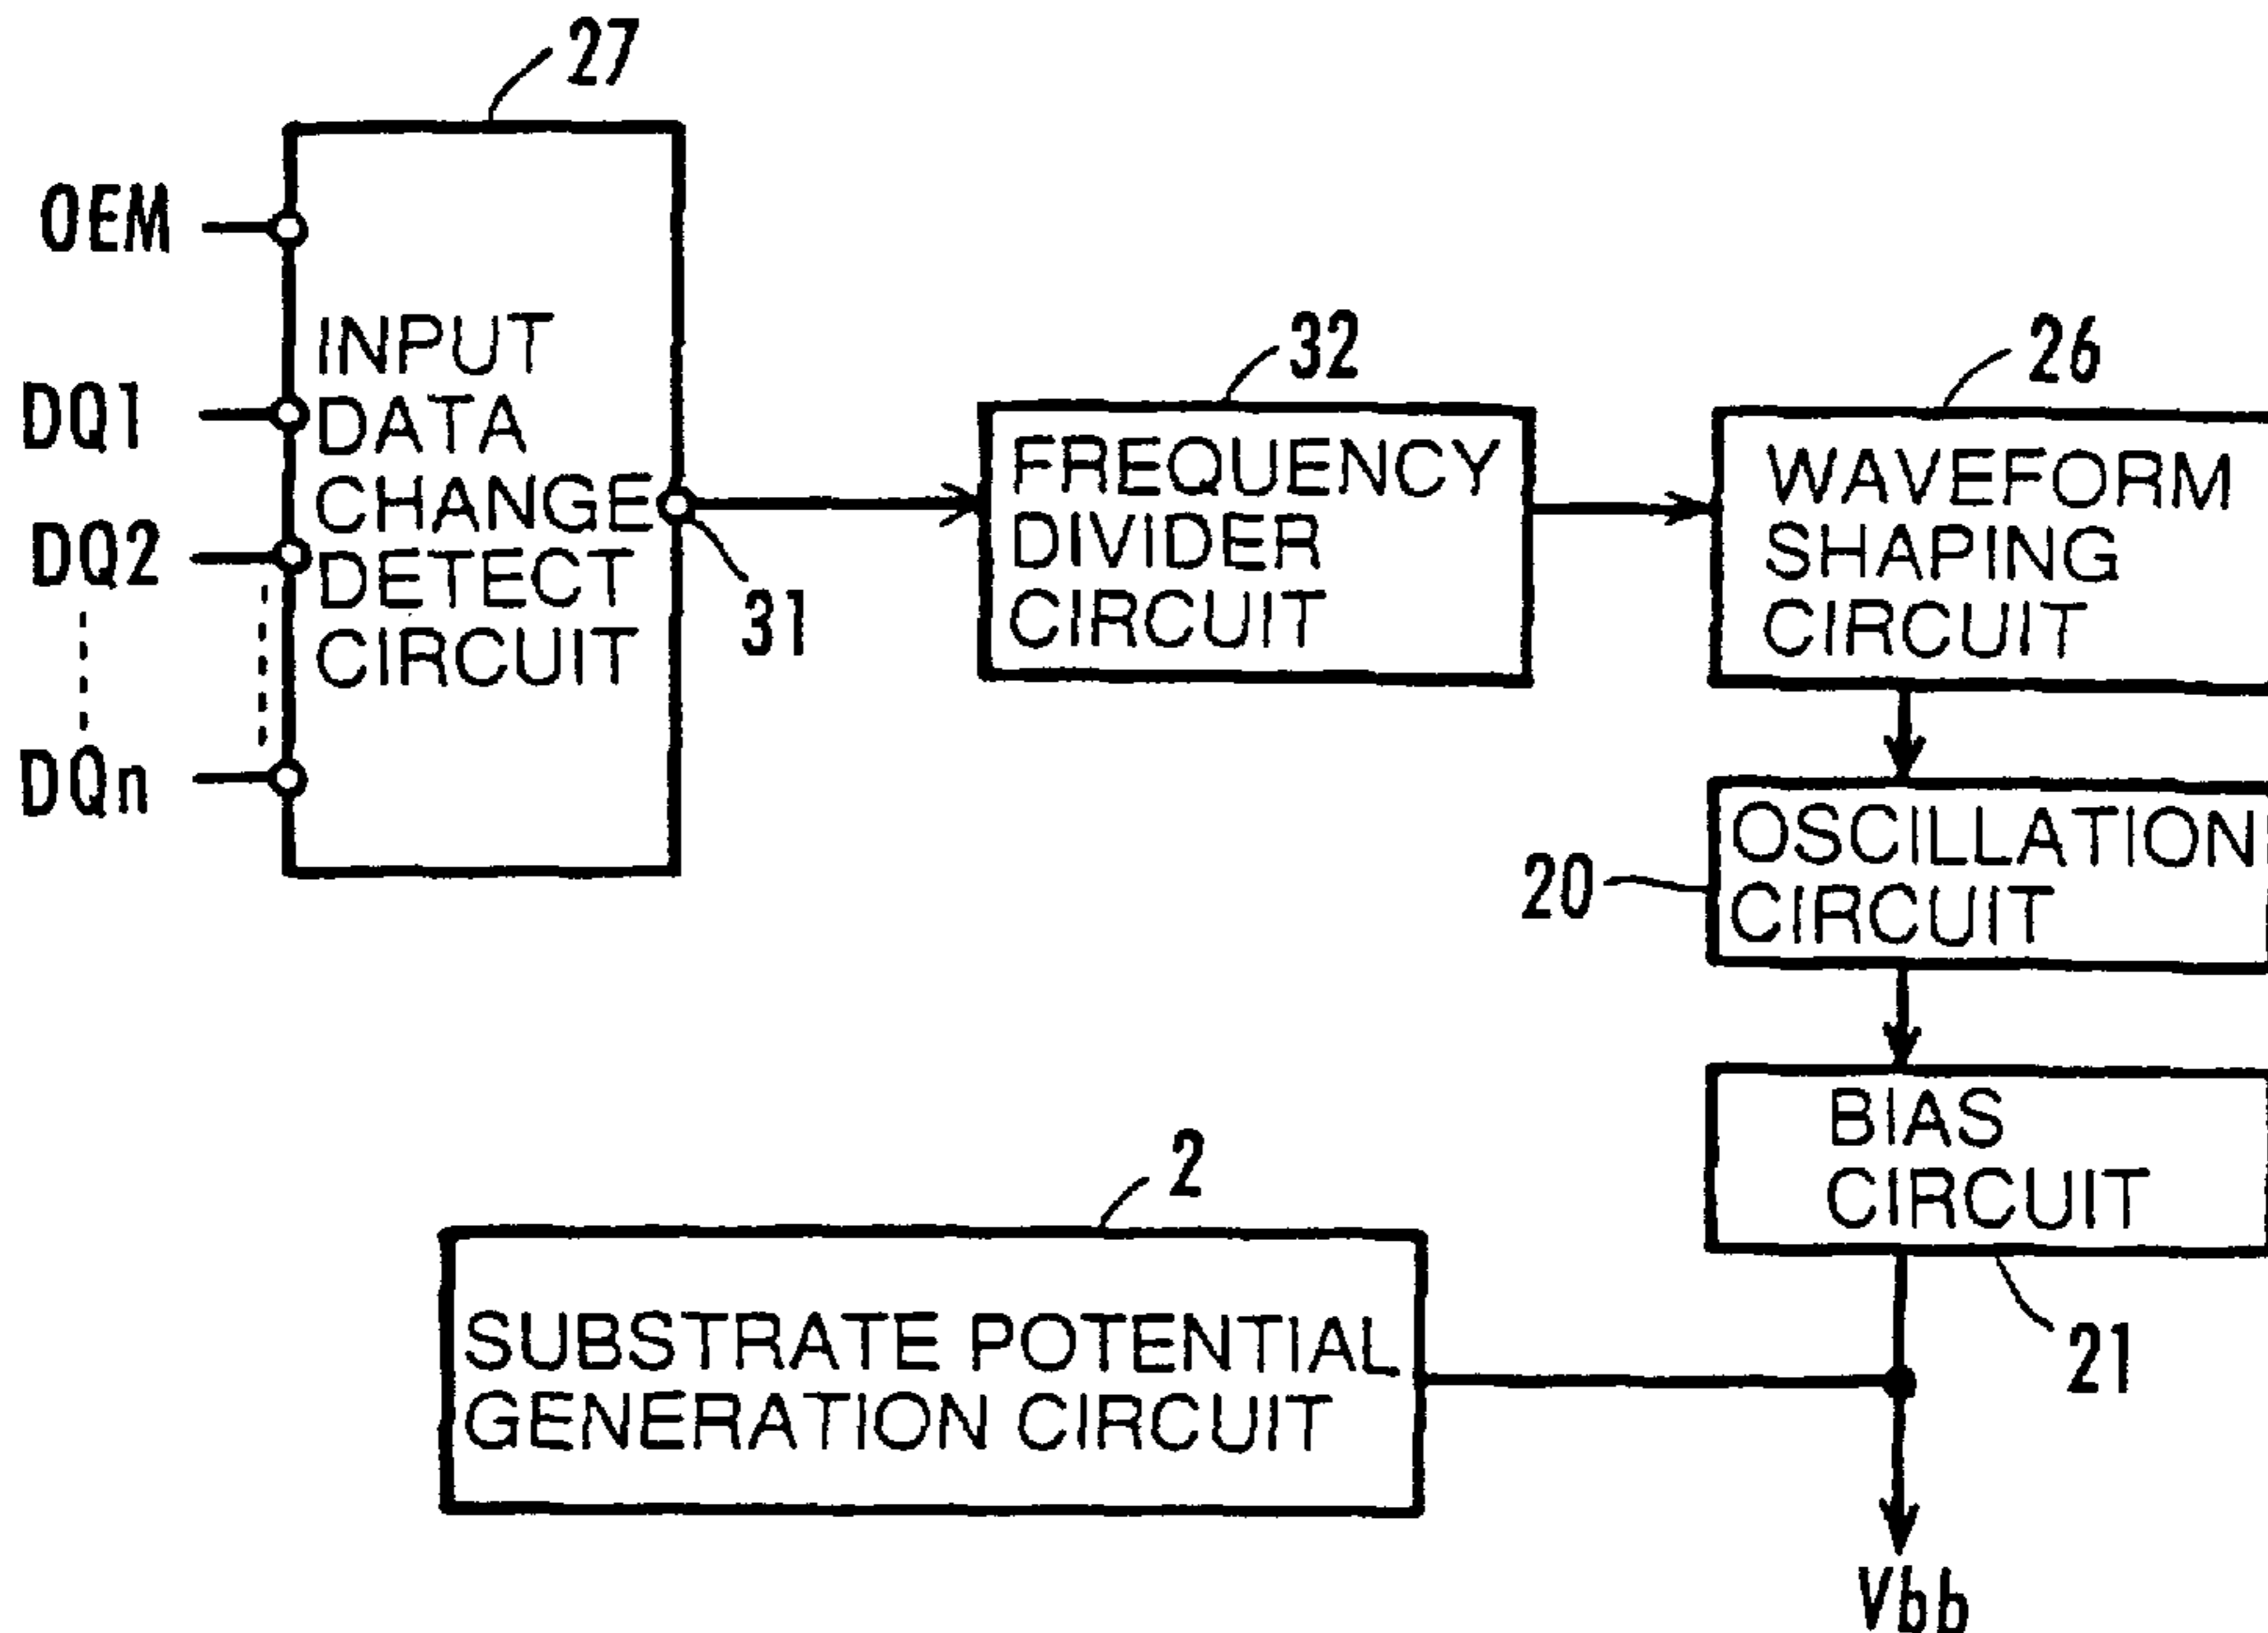 27
OEM
DQ1
DQ2
DQn
INPUT
DATA
CHANGE
DETECT
CIRCUIT
31
32
FREQUENCY
DIVIDER
CIRCUIT
26
WAVEFORM
SHAPING
CIRCUIT
20
OSCILLATION
CIRCUIT
BIAS
CIRCUIT
21
2
SUBSTRATE POTENTIAL
GENERATION CIRCUIT
Vbb